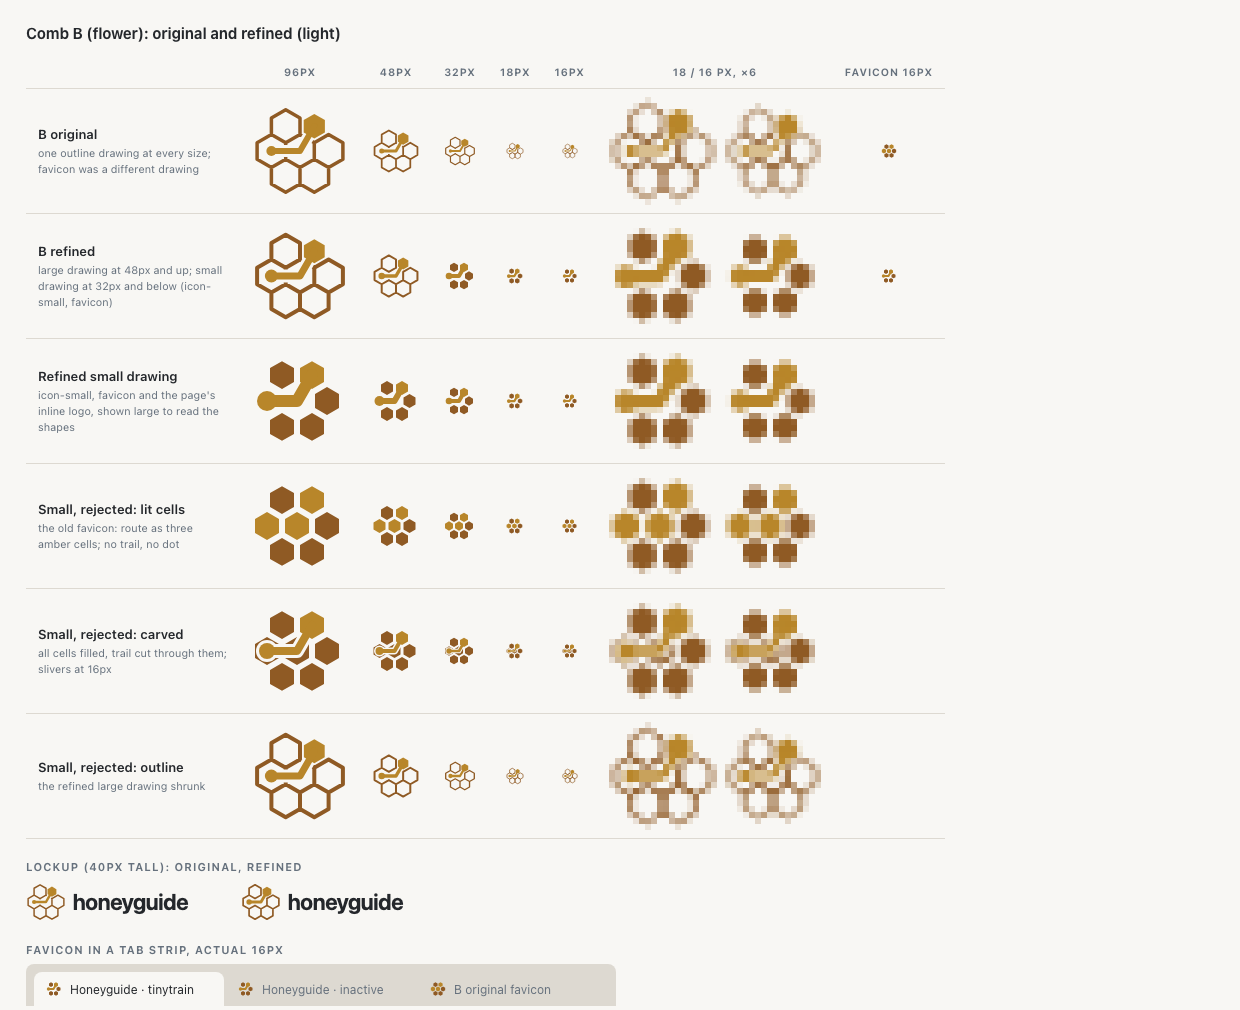 Comb B (flower): original and refined (light)
96PX 48PX 32PX 18PX 16PX 18 / 16 PX, ×6 FAVICON 16PX
B original
one outline drawing at every size;
favicon was a different drawing
B refined
large drawing at 48px and up; small
drawing at 32px and below (icon-
small, favicon)
Refined small drawing
icon-small, favicon and the page's
inline logo, shown large to read the
shapes
Small, rejected: lit cells
the old favicon: route as three
amber cells; no trail, no dot
Small, rejected: carved
all cells filled, trail cut through them;
slivers at 16px
Small, rejected: outline
the refined large drawing shrunk
LOCKUP (40PX TALL): ORIGINAL, REFINED
honeyguide honeyguide
FAVICON IN A TAB STRIP, ACTUAL 16PX
Honeyguide · tinytrain Honeyguide · inactive B original favicon